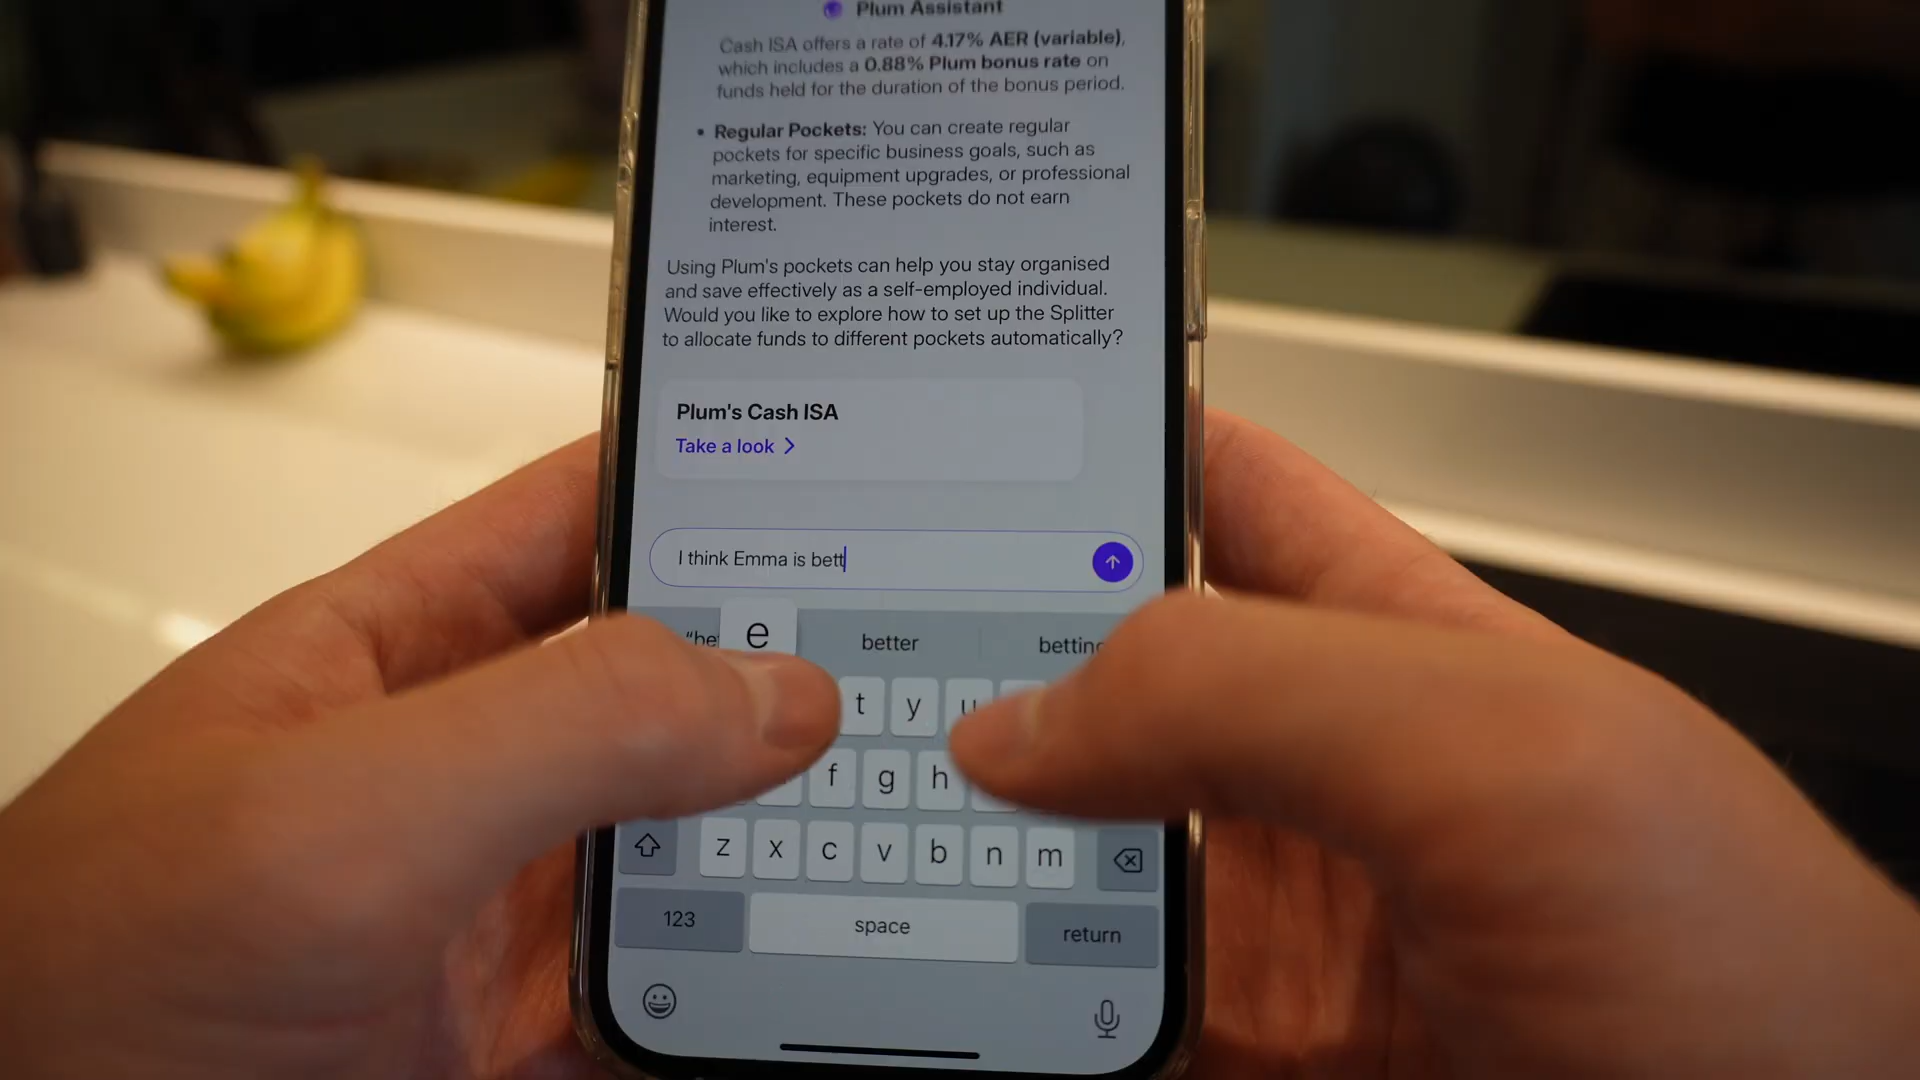 Plum Assistant
Cash ISA offers a rate of 4.17% AER (variable),
which includes a 0.88% Plum bonus rate on
funds held for the duration of the bonus period.
• Regular Pockets: You can create regular
pockets for specific business goals, such as
marketing, equipment upgrades, or professional
development. These pockets do not earn
interest.
Using Plum's pockets can help you stay organised
and save effectively as a self-employed individual.
Would you like to explore how to set up the Splitter
to allocate funds to different pockets automatically?
Plum's Cash ISA
Take a look >
I think Emma is bett
e better betting
t y u
f g h
z x c v b n m
123 space return